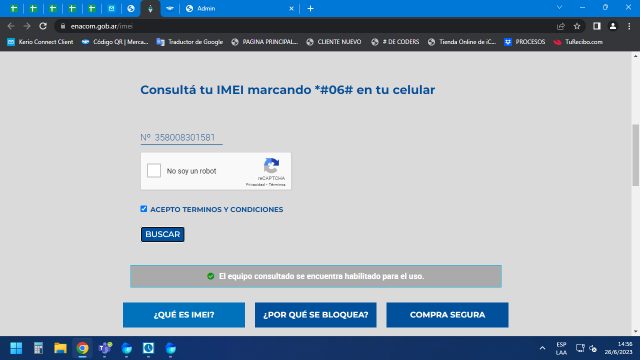 Admin
enacom.gob.ar/imei
Kerio Connect Client
Código QR | Merca...
Traductor de Google
PAGINA PRINCIPAL...
CLIENTE NUEVO
# DE CODERS
Tienda Online de iC...
PROCESOS
TuRecibo.com
Consultá tu IMEI marcando *#06# en tu celular
Nº 358008301581
No soy un robot
reCAPTCHA
Privacidad - Términos
ACEPTO TERMINOS Y CONDICIONES
BUSCAR
El equipo consultado se encuentra habilitado para el uso.
¿QUÉ ES IMEI?
¿POR QUÉ SE BLOQUEA?
COMPRA SEGURA
ESP
LAA
14:56
26/6/2023